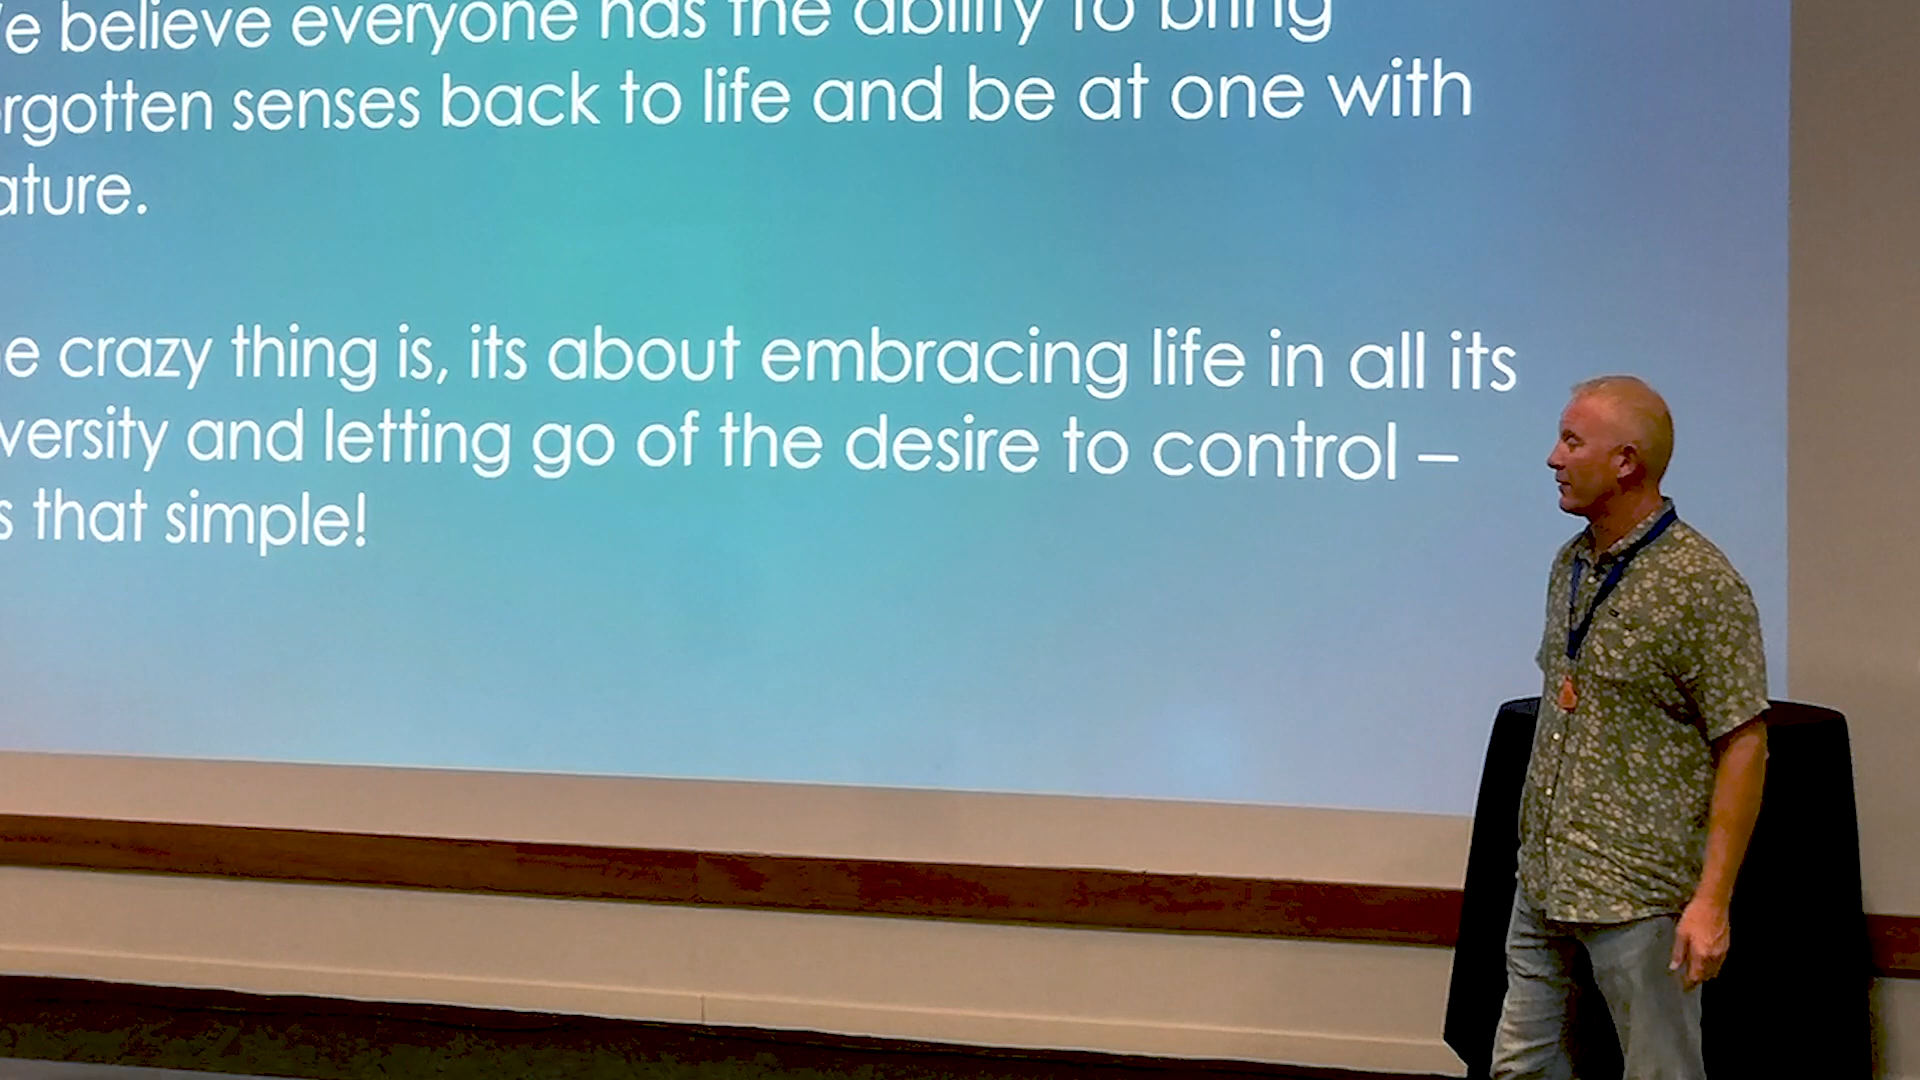 e believe everyone has the ability to bring
rgotten senses back to life and be at one with
ature.
e crazy thing is, its about embracing life in all its
versity and letting go of the desire to control –
s that simple!